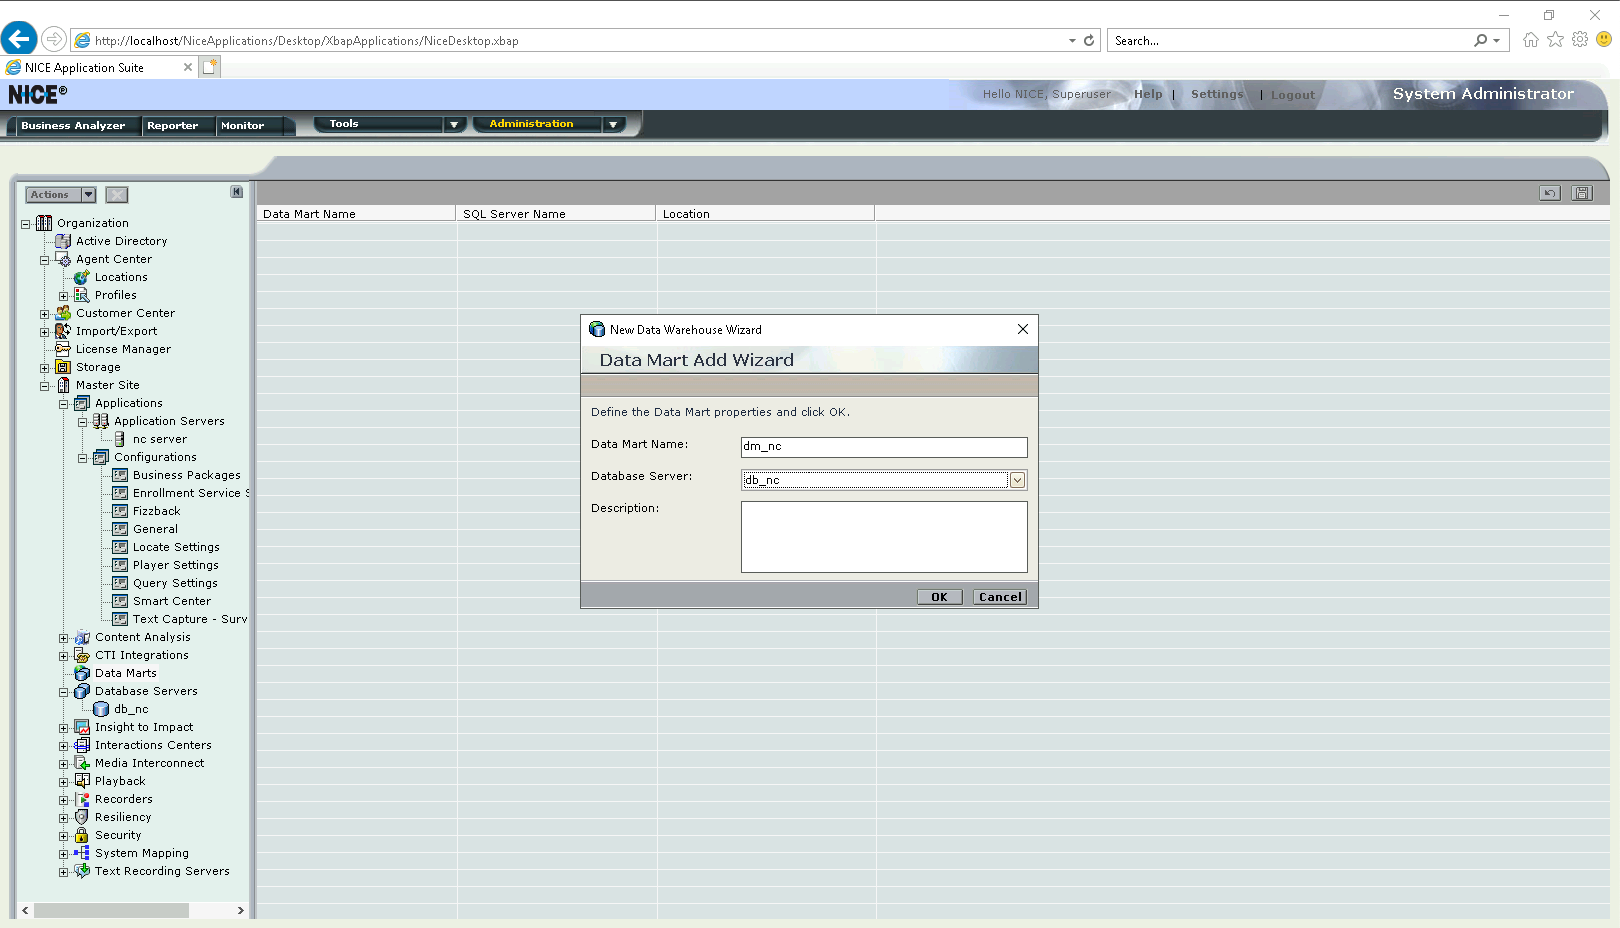 http://localhost/NiceApplications/Desktop/XbapApplications/NiceDesktop.xbap
Search...
NICE Application Suite
NICE®
Hello NICE, Superuser
Help | Settings | Logout
System Administrator
Business Analyzer
Reporter
Monitor
Tools
Administration
Actions
Data Mart Name
SQL Server Name
Location
Organization
Active Directory
Agent Center
Locations
Profiles
Customer Center
Import/Export
License Manager
Storage
Master Site
Applications
Application Servers
nc server
Configurations
Business Packages
Enrollment Service S
Fizzback
General
Locate Settings
Player Settings
Query Settings
Smart Center
Text Capture - Surv
Content Analysis
CTI Integrations
Data Marts
Database Servers
db_nc
Insight to Impact
Interactions Centers
Media Interconnect
Playback
Recorders
Resiliency
Security
System Mapping
Text Recording Servers
New Data Warehouse Wizard
Data Mart Add Wizard
Define the Data Mart properties and click OK.
Data Mart Name:
dm_nc
Database Server:
db_nc
Description:
OK
Cancel